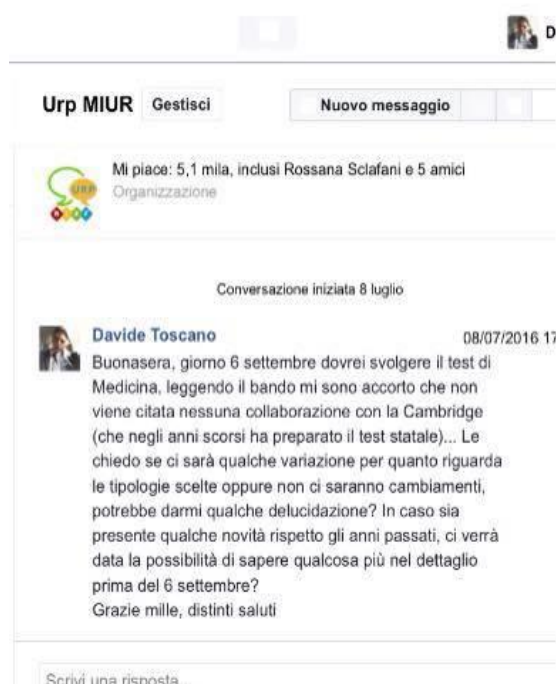 D
Urp MIUR Gestisci Nuovo messaggio
Mi piace: 5,1 mila, inclusi Rossana Sclafani e 5 amici
Organizzazione
URP
Conversazione iniziata 8 luglio
Davide Toscano 08/07/2016 17
Buonasera, giorno 6 settembre dovrei svolgere il test di
Medicina, leggendo il bando mi sono accorto che non
viene citata nessuna collaborazione con la Cambridge
(che negli anni scorsi ha preparato il test statale)... Le
chiedo se ci sarà qualche variazione per quanto riguarda
le tipologie scelte oppure non ci saranno cambiamenti,
potrebbe darmi qualche delucidazione? In caso sia
presente qualche novità rispetto gli anni passati, ci verrà
data la possibilità di sapere qualcosa più nel dettaglio
prima del 6 settembre?
Grazie mille, distinti saluti
Scrivi una risposta...